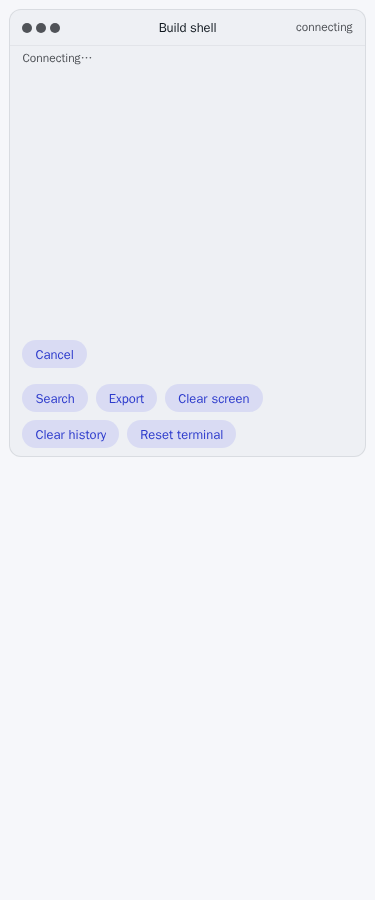 Build shell
connecting
Connecting⋯
Cancel
Search
Export
Clear screen
Clear history
Reset terminal